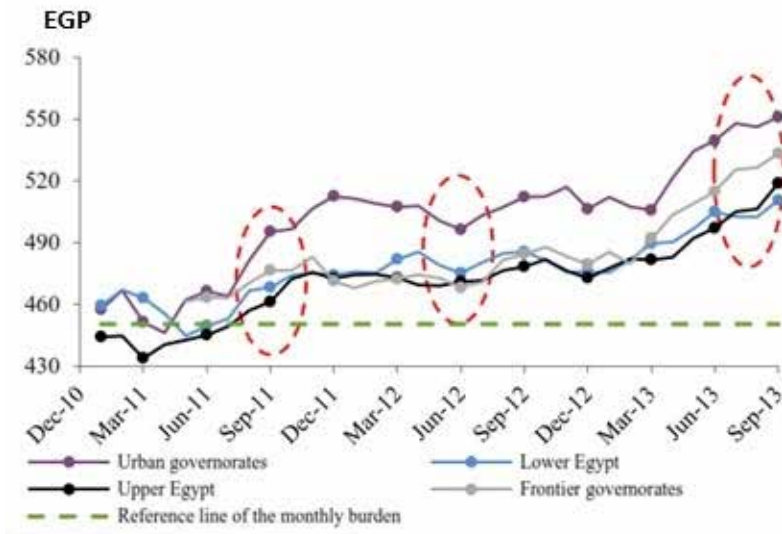 EGP
580
550
520
490
460
430
Dec-10
Mar-11
Jun-11
Sep-11
Dec-11
Mar-12
Jun-12
Sep-12
Dec-12
Mar-13
Jun-13
Sep-13
Urban governorates
Lower Egypt
Upper Egypt
Frontier governorates
Reference line of the monthly burden